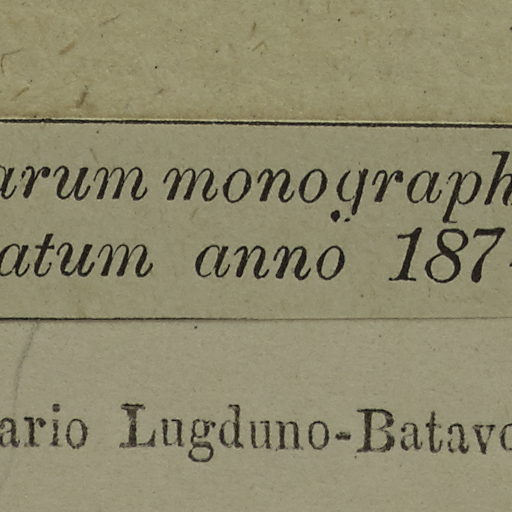 arum monograph
atum anno 187
ario Lugduno-Batavo